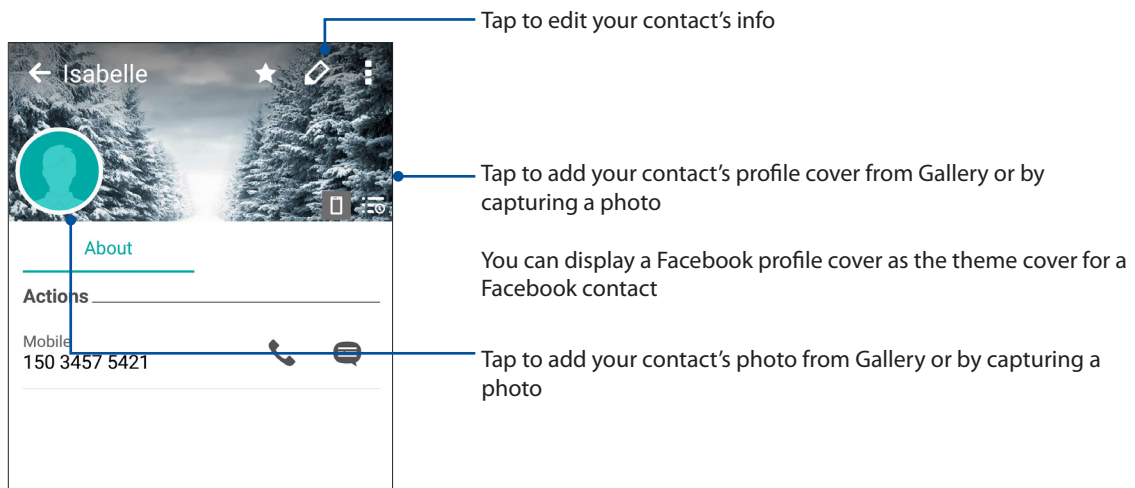 Tap to edit your contact's info
Isabelle
Tap to add your contact's profile cover from Gallery or by
capturing a photo
You can display a Facebook profile cover as the theme cover for a
Facebook contact
About
Actions
Mobile
150 3457 5421
Tap to add your contact's photo from Gallery or by capturing a
photo